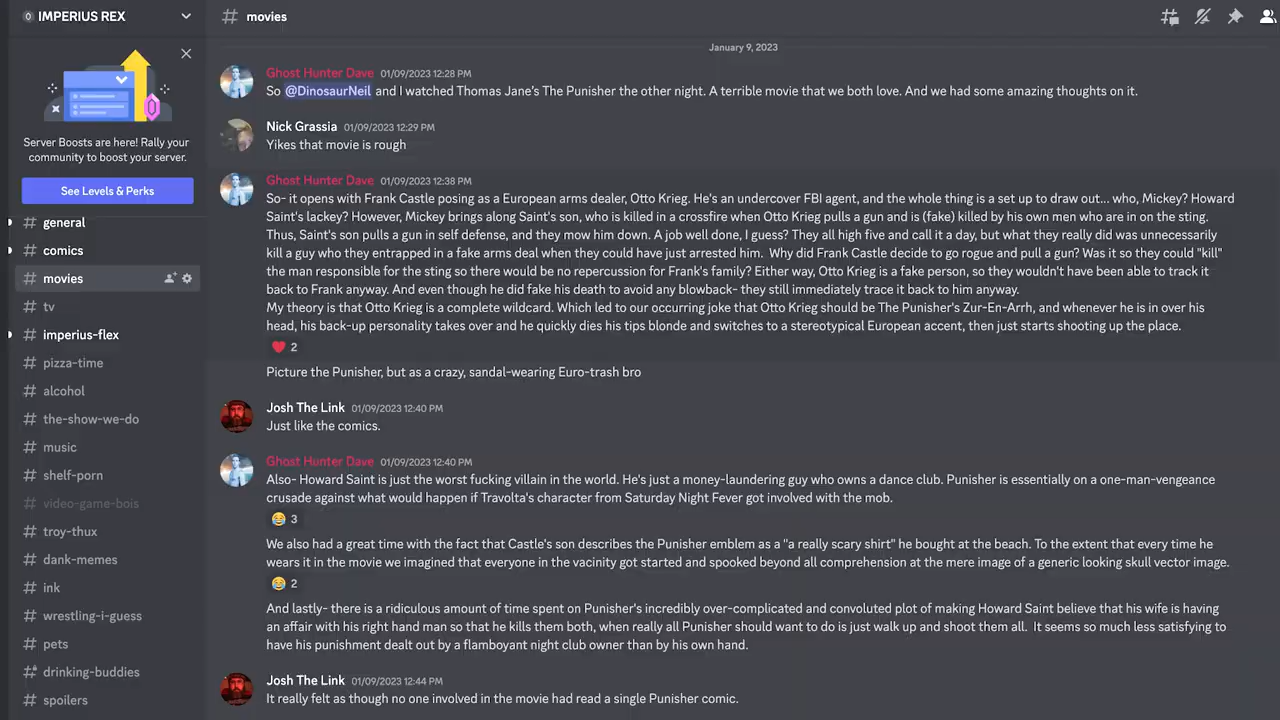 IMPERIUS REX
# movies
Server Boosts are here! Rally your
community to boost your server.
See Levels & Perks
# general
# comics
# movies
# tv
# imperius-flex
# pizza-time
# alcohol
# the-show-we-do
# music
# shelf-porn
# video-game-bois
# troy-thux
# dank-memes
# ink
# wrestling-i-guess
# pets
# drinking-buddies
# spoilers
January 9, 2023
Ghost Hunter Dave 01/09/2023 12:28 PM
So @DinosaurNeil and I watched Thomas Jane's The Punisher the other night. A terrible movie that we both love. And we had some amazing thoughts on it.
Nick Grassia 01/09/2023 12:29 PM
Yikes that movie is rough
Ghost Hunter Dave 01/09/2023 12:38 PM
So- it opens with Frank Castle posing as a European arms dealer, Otto Krieg. He's an undercover FBI agent, and the whole thing is a set up to draw out... who, Mickey? Howard
Saint's lackey? However, Mickey brings along Saint's son, who is killed in a crossfire when Otto Krieg pulls a gun and is (fake) killed by his own men who are in on the sting.
Thus, Saint's son pulls a gun in self defense, and they mow him down. A job well done, I guess? They all high five and call it a day, but what they really did was unnecessarily
kill a guy who they entrapped in a fake arms deal when they could have just arrested him. Why did Frank Castle decide to go rogue and pull a gun? Was it so they could "kill"
the man responsible for the sting so there would be no repercussion for Frank's family? Either way, Otto Krieg is a fake person, so they wouldn't have been able to track it
back to Frank anyway. And even though he did fake his death to avoid any blowback- they still immediately trace it back to him anyway.
My theory is that Otto Krieg is a complete wildcard. Which led to our occurring joke that Otto Krieg should be The Punisher's Zur-En-Arrh, and whenever he is in over his
head, his back-up personality takes over and he quickly dies his tips blonde and switches to a stereotypical European accent, then just starts shooting up the place.
2
Picture the Punisher, but as a crazy, sandal-wearing Euro-trash bro
Josh The Link 01/09/2023 12:40 PM
Just like the comics.
Ghost Hunter Dave 01/09/2023 12:40 PM
Also- Howard Saint is just the worst fucking villain in the world. He's just a money-laundering guy who owns a dance club. Punisher is essentially on a one-man-vengeance
crusade against what would happen if Travolta's character from Saturday Night Fever got involved with the mob.
3
We also had a great time with the fact that Castle's son describes the Punisher emblem as a "a really scary shirt" he bought at the beach. To the extent that every time he
wears it in the movie we imagined that everyone in the vacinity got started and spooked beyond all comprehension at the mere image of a generic looking skull vector image.
2
And lastly- there is a ridiculous amount of time spent on Punisher's incredibly over-complicated and convoluted plot of making Howard Saint believe that his wife is having
an affair with his right hand man so that he kills them both, when really all Punisher should want to do is just walk up and shoot them all. It seems so much less satisfying to
have his punishment dealt out by a flamboyant night club owner than by his own hand.
Josh The Link 01/09/2023 12:44 PM
It really felt as though no one involved in the movie had read a single Punisher comic.